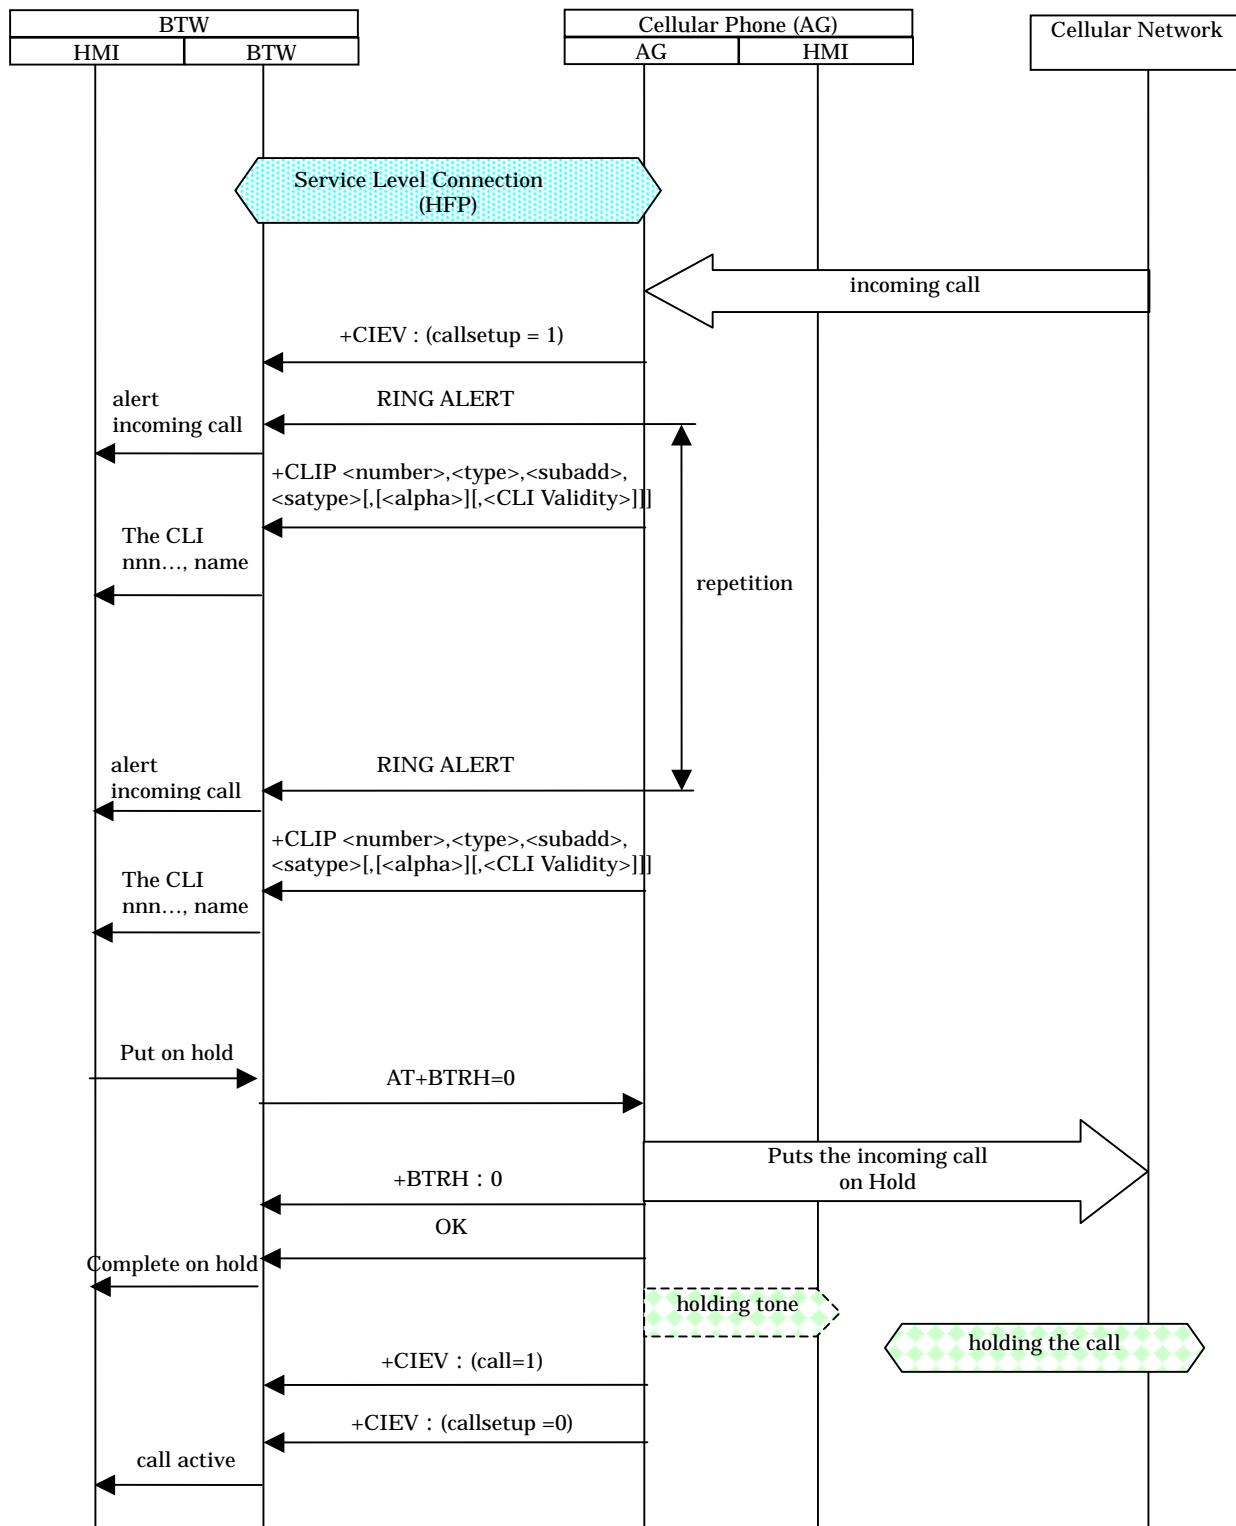 BTW
Cellular Phone (AG)
Cellular Network
HMI
BTW
AG
HMI
Service Level Connection
(HFP)
incoming call
+CIEV : (callsetup = 1)
alert
incoming call
RING ALERT
+CLIP <number>,<type>,<subadd>,
<satype>[,[<alpha>][,<CLI Validity>]]]
The CLI
nnn…, name
repetition
alert
incoming call
RING ALERT
+CLIP <number>,<type>,<subadd>,
<satype>[,[<alpha>][,<CLI Validity>]]]
The CLI
nnn…, name
Put on hold
AT+BTRH=0
Puts the incoming call
on Hold
+BTRH : 0
OK
Complete on hold
holding tone
holding the call
+CIEV : (call=1)
+CIEV : (callsetup =0)
call active